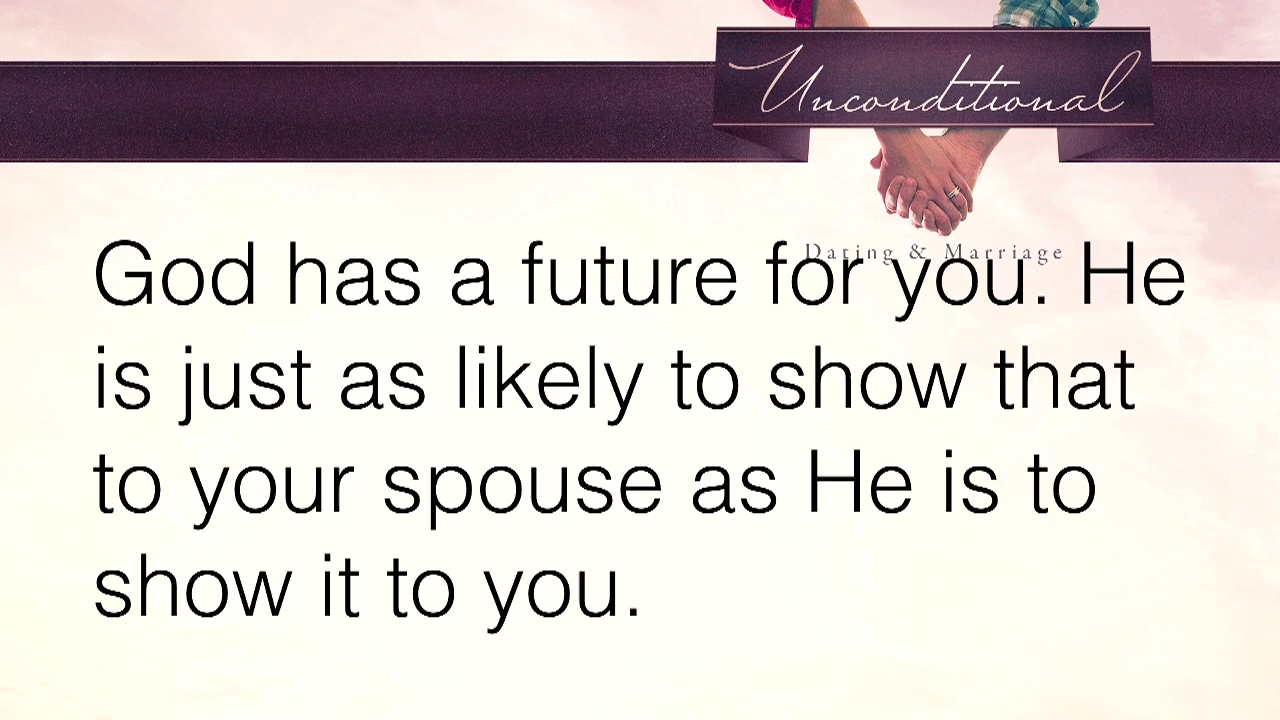 Unconditional
Dating & Marriage
God has a future for you. He
is just as likely to show that
to your spouse as He is to
show it to you.